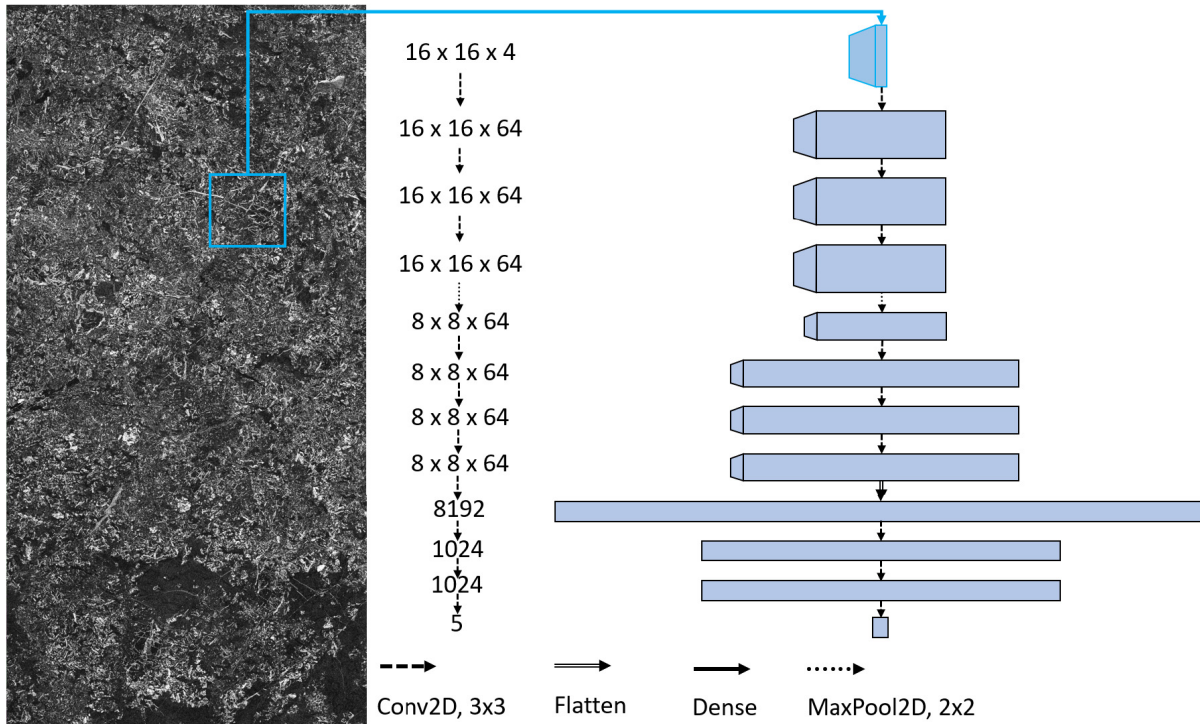 16 x 16 x 4
16 x 16 x 64
16 x 16 x 64
16 x 16 x 64
8 x 8 x 64
8 x 8 x 64
8 x 8 x 64
8 x 8 x 64
8192
1024
1024
5
Conv2D, 3x3 Flatten Dense MaxPool2D, 2x2